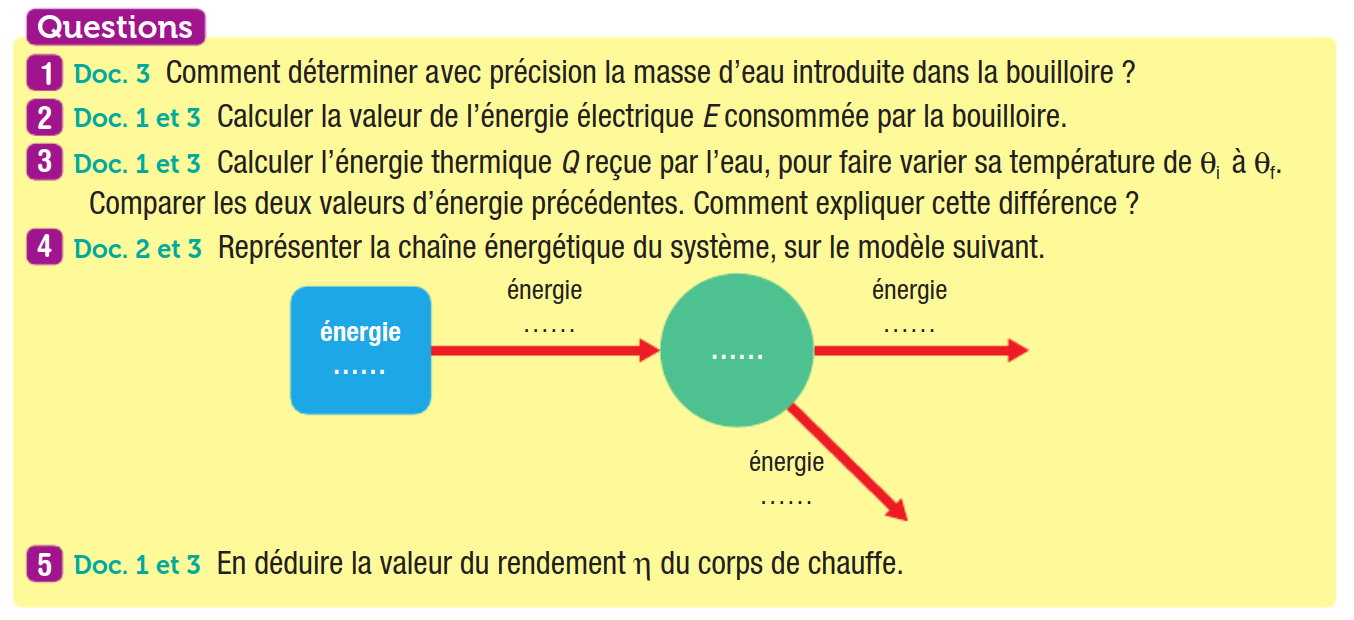 Questions
1 Doc. 3 Comment déterminer avec précision la masse d'eau introduite dans la bouilloire ?
2 Doc. 1 et 3 Calculer la valeur de l'énergie électrique E consommée par la bouilloire.
3 Doc. 1 et 3 Calculer l'énergie thermique Q reçue par l'eau, pour faire varier sa température de θi à θf.
Comparer les deux valeurs d'énergie précédentes. Comment expliquer cette différence ?
4 Doc. 2 et 3 Représenter la chaîne énergétique du système, sur le modèle suivant.
énergie
......
énergie
......
......
énergie
......
énergie
......
5 Doc. 1 et 3 En déduire la valeur du rendement η du corps de chauffe.